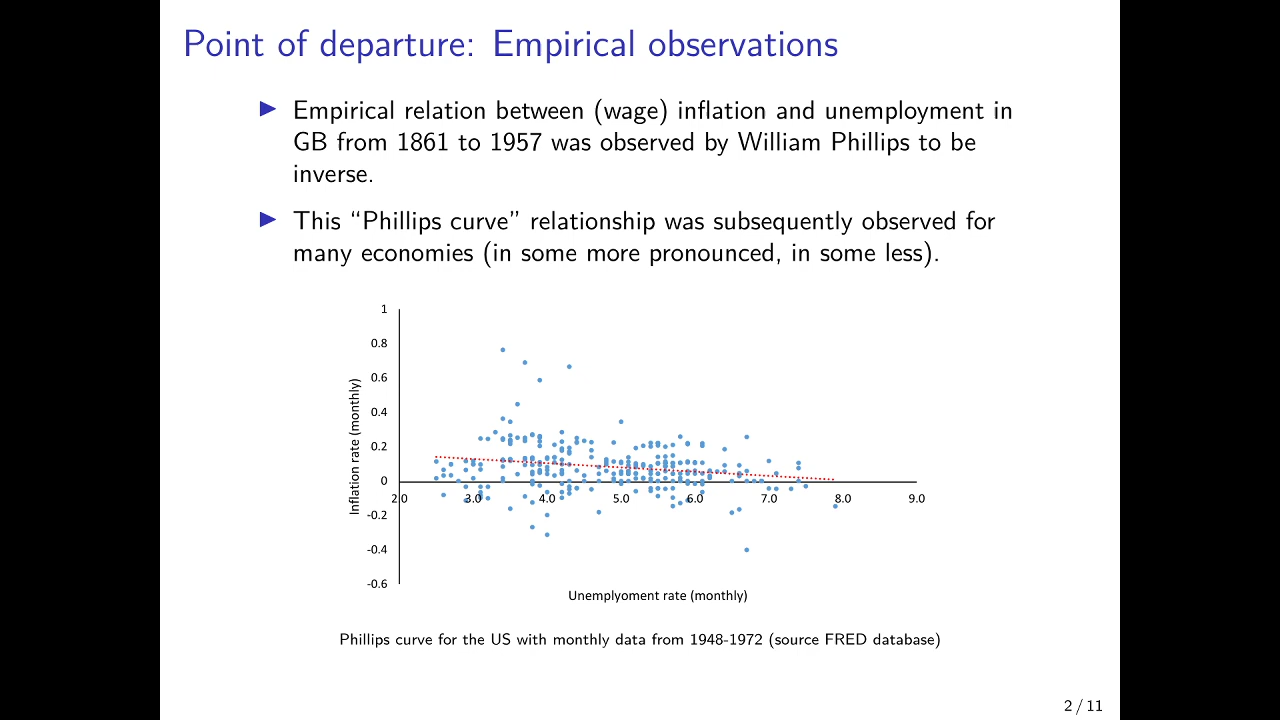 Point of departure: Empirical observations
Empirical relation between (wage) inflation and unemployment in
GB from 1861 to 1957 was observed by William Phillips to be
inverse.
This “Phillips curve” relationship was subsequently observed for
many economies (in some more pronounced, in some less).
1
0.8
0.6
0.4
0.2
0
-0.2
-0.4
-0.6
Inflation rate (monthly)
2.0 3.0 4.0 5.0 6.0 7.0 8.0 9.0
Unemplyoment rate (monthly)
Phillips curve for the US with monthly data from 1948-1972 (source FRED database)
2 / 11